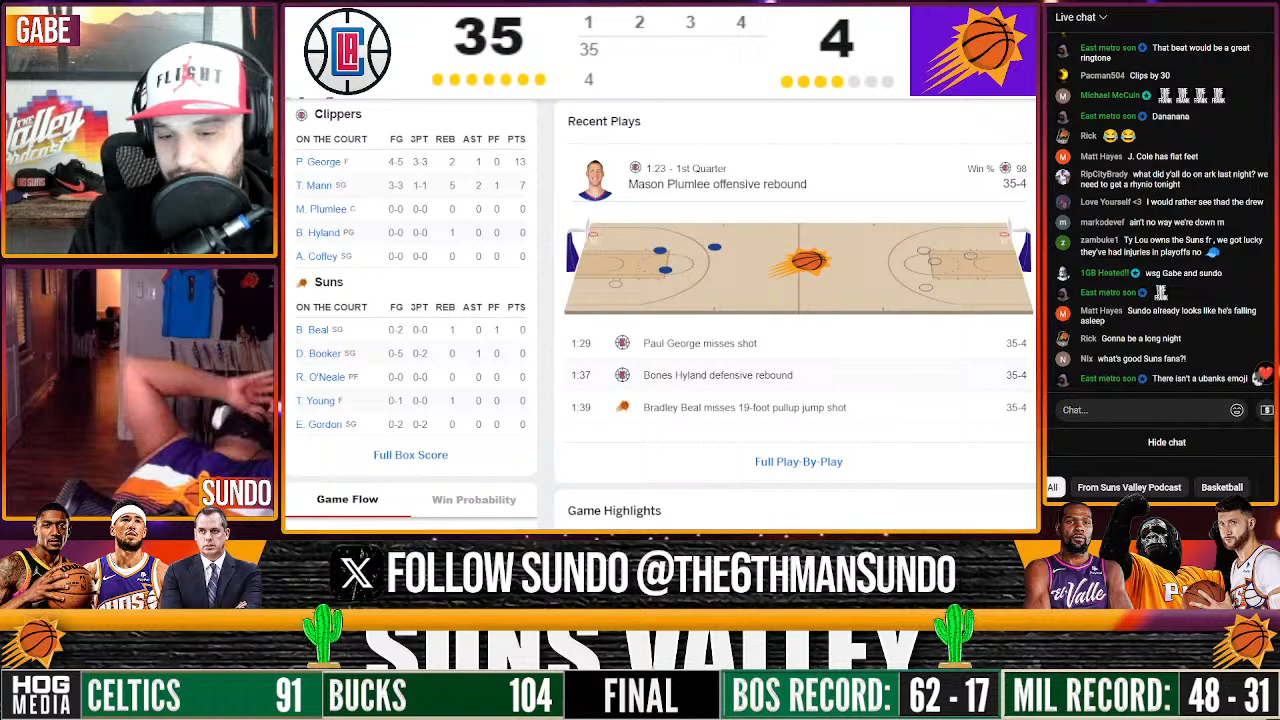 GABE
FLIGHT
The Valley
Podcast
SUNDO
LA
35
1 2 3 4
35
4
4
Clippers
ON THE COURT FG 3PT REB AST PF PTS
P. George F 4-5 3-3 2 1 0 13
T. Mann SG 3-3 1-1 5 2 1 7
M. Plumlee C 0-0 0-0 0 0 0 0
B. Hyland PG 0-0 0-0 1 0 0 0
A. Coffey SG 0-0 0-0 0 0 0 0
Suns
ON THE COURT FG 3PT REB AST PF PTS
B. Beal SG 0-2 0-0 1 0 1 0
D. Booker SG 0-5 0-2 0 1 0 0
R. O'Neale PF 0-0 0-0 0 0 0 0
T. Young F 0-1 0-0 1 0 0 0
E. Gordon SG 0-2 0-2 0 0 0 0
Full Box Score
Game Flow Win Probability
Recent Plays
1:23 - 1st Quarter Win % 98
Mason Plumlee offensive rebound 35-4
1:29 Paul George misses shot 35-4
1:37 Bones Hyland defensive rebound 35-4
1:39 Bradley Beal misses 19-foot pullup jump shot 35-4
Full Play-By-Play
Game Highlights
Live chat
East metro son That beat would be a great
ringtone
Pacman504 Clips by 30
Michael McCuin
East metro son Dananana
Rick
Matt Hayes J. Cole has flat feet
RipCityBrady what did y'all do on ark last night? we
need to get a rhynio tonight
Love Yourself <3 I would rather see thad the drew
markodevef ain't no way we're down rn
zambuke1 Ty Lou owns the Suns fr , we got lucky
they've had injuries in playoffs no
1GB Heated!! wsg Gabe and sundo
East metro son
Matt Hayes Sundo already looks like he's falling
asleep
Rick Gonna be a long night
Nix what's good Suns fans?!
East metro son There isn't a ubanks emoji
Chat...
Hide chat
All From Suns Valley Podcast Basketball
X FOLLOW SUNDO @THE6THMANSUNDO
SUNS VALLEY
HOG
MEDIA
CELTICS 91 BUCKS 104 FINAL BOS RECORD: 62 - 17 MIL RECORD: 48 - 31